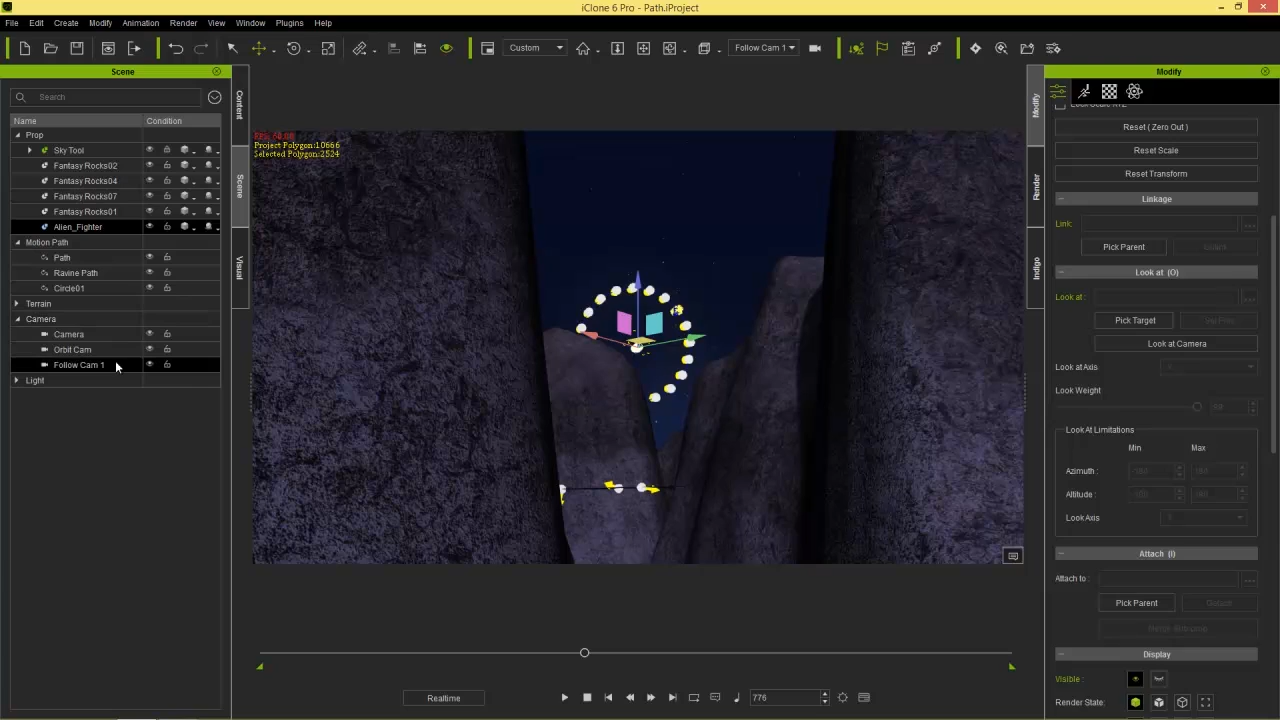 iClone 6 Pro - Path.iProject
File Edit Create Modify Animation Render View Window Plugins Help
Custom
Follow Cam 1
Scene
Search
Name Condition
Prop
Sky Tool
Fantasy Rocks02
Fantasy Rocks04
Fantasy Rocks07
Fantasy Rocks01
Alien_Fighter
Motion Path
Path
Ravine Path
Circle01
Terrain
Camera
Camera
Orbit Cam
Follow Cam 1
Light
Content
Scene
Visual
Project Polygon:10666
Selected Polygon:2524
Realtime
776
Modify
Render
Indigo
Modify
Reset ( Zero Out )
Reset Scale
Reset Transform
Linkage
Link:
Pick Parent
Look at (O)
Look at:
Pick Target
Look at Camera
Look at Axis
Look Weight
Look At Limitations
Min Max
Azimuth :
Altitude :
Look Axis
Attach (I)
Attach to :
Pick Parent
Display
Visible :
Render State: